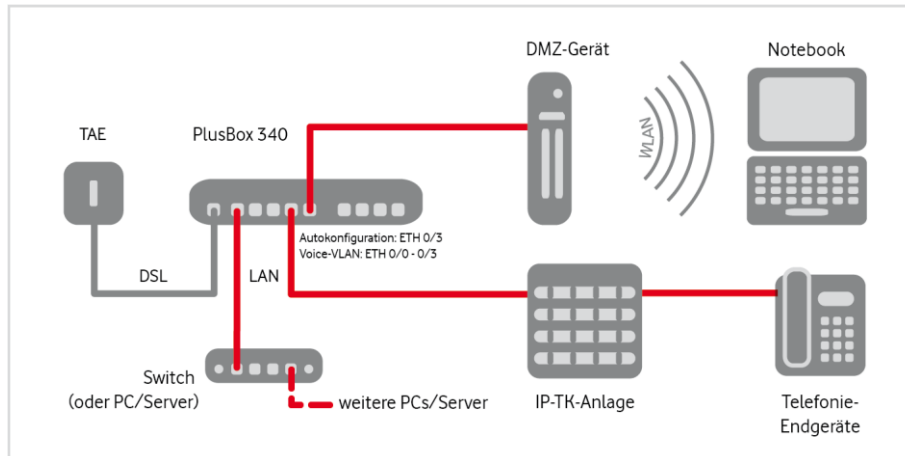 DMZ-Gerät
Notebook
TAE
PlusBox 340
WLAN
Autokonfiguration: ETH 0/3
Voice-VLAN: ETH 0/0 - 0/3
DSL
LAN
Switch
(oder PC/Server)
weitere PCs/Server
IP-TK-Anlage
Telefonie-
Endgeräte